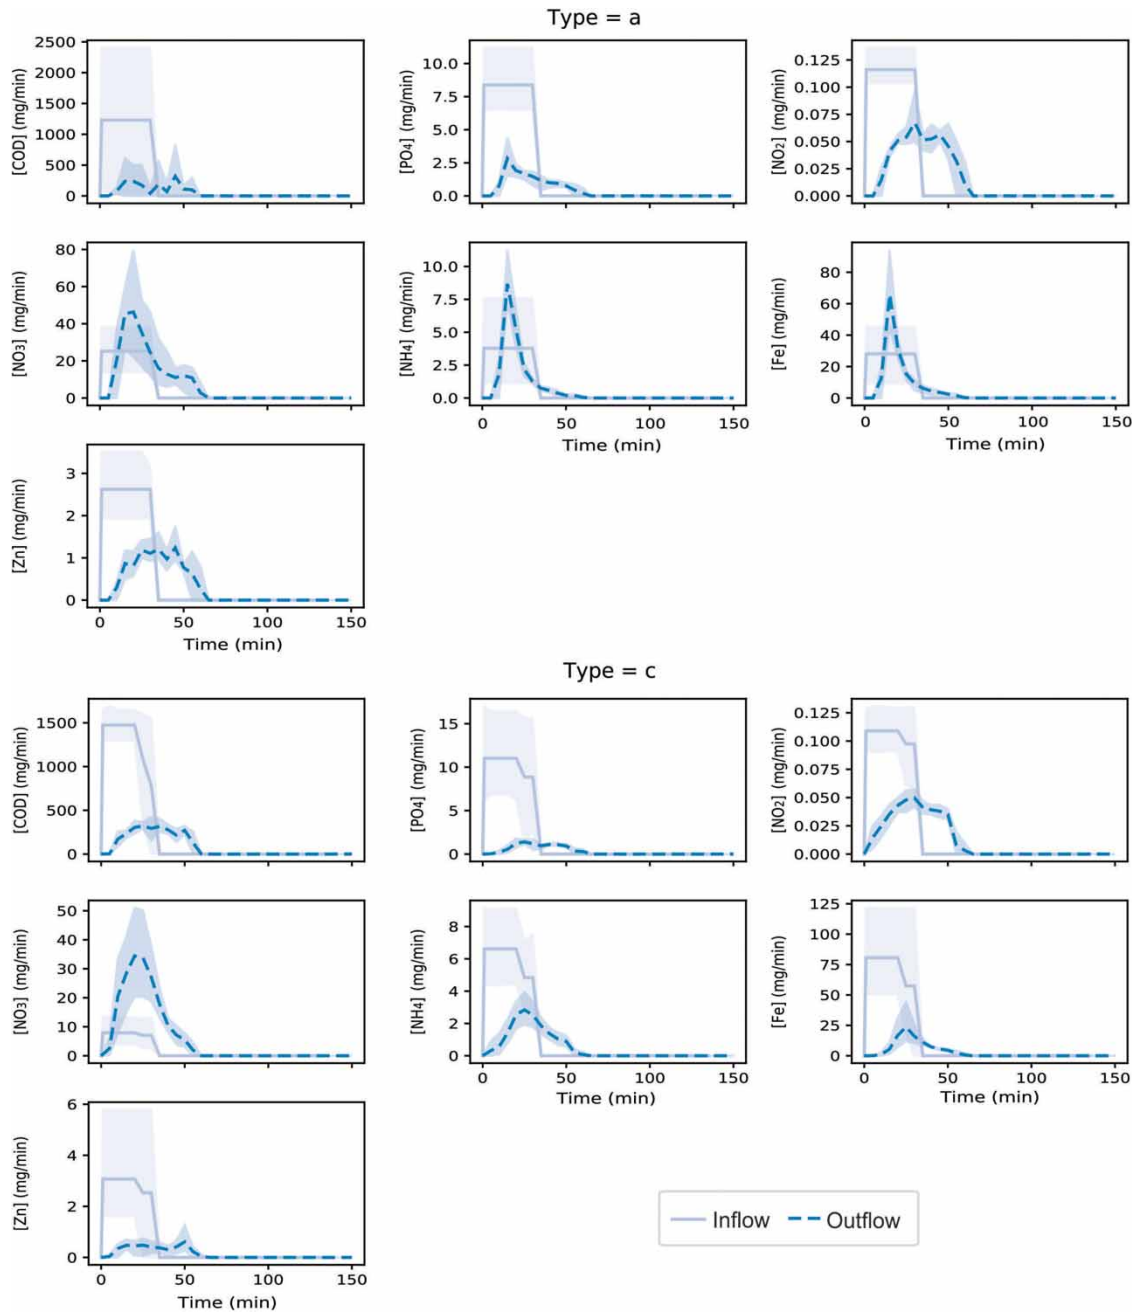 Type = a
[COD] (mg/min)
2500
2000
1500
1000
500
0
[PO4] (mg/min)
10.0
7.5
5.0
2.5
0.0
[NO2] (mg/min)
0.125
0.100
0.075
0.050
0.025
0.000
[NO3] (mg/min)
80
60
40
20
0
[NH4] (mg/min)
10.0
7.5
5.0
2.5
0.0
0 50 100 150
Time (min)
[Fe] (mg/min)
80
60
40
20
0
0 50 100 150
Time (min)
[Zn] (mg/min)
3
2
1
0
0 50 100 150
Time (min)
Type = c
[COD] (mg/min)
1500
1000
500
0
[PO4] (mg/min)
15
10
5
0
[NO2] (mg/min)
0.125
0.100
0.075
0.050
0.025
0.000
[NO3] (mg/min)
50
40
30
20
10
0
[NH4] (mg/min)
8
6
4
2
0
0 50 100 150
Time (min)
[Fe] (mg/min)
125
100
75
50
25
0
0 50 100 150
Time (min)
[Zn] (mg/min)
6
4
2
0
0 50 100 150
Time (min)
Inflow Outflow